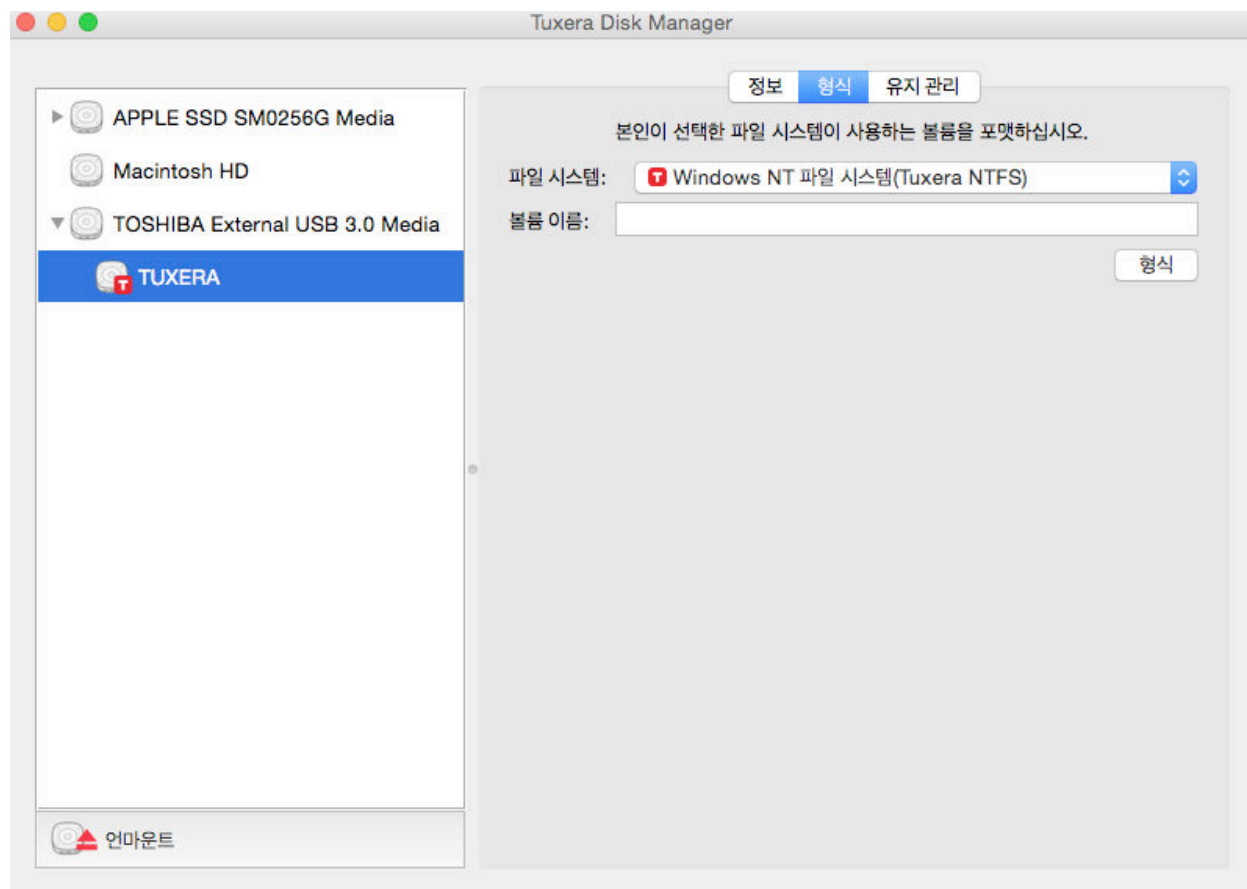 Tuxera Disk Manager
APPLE SSD SM0256G Media
Macintosh HD
TOSHIBA External USB 3.0 Media
TUXERA
언마운트
정보 형식 유지 관리
본인이 선택한 파일 시스템이 사용하는 볼륨을 포맷하십시오.
파일 시스템: Windows NT 파일 시스템(Tuxera NTFS)
볼륨 이름:
형식